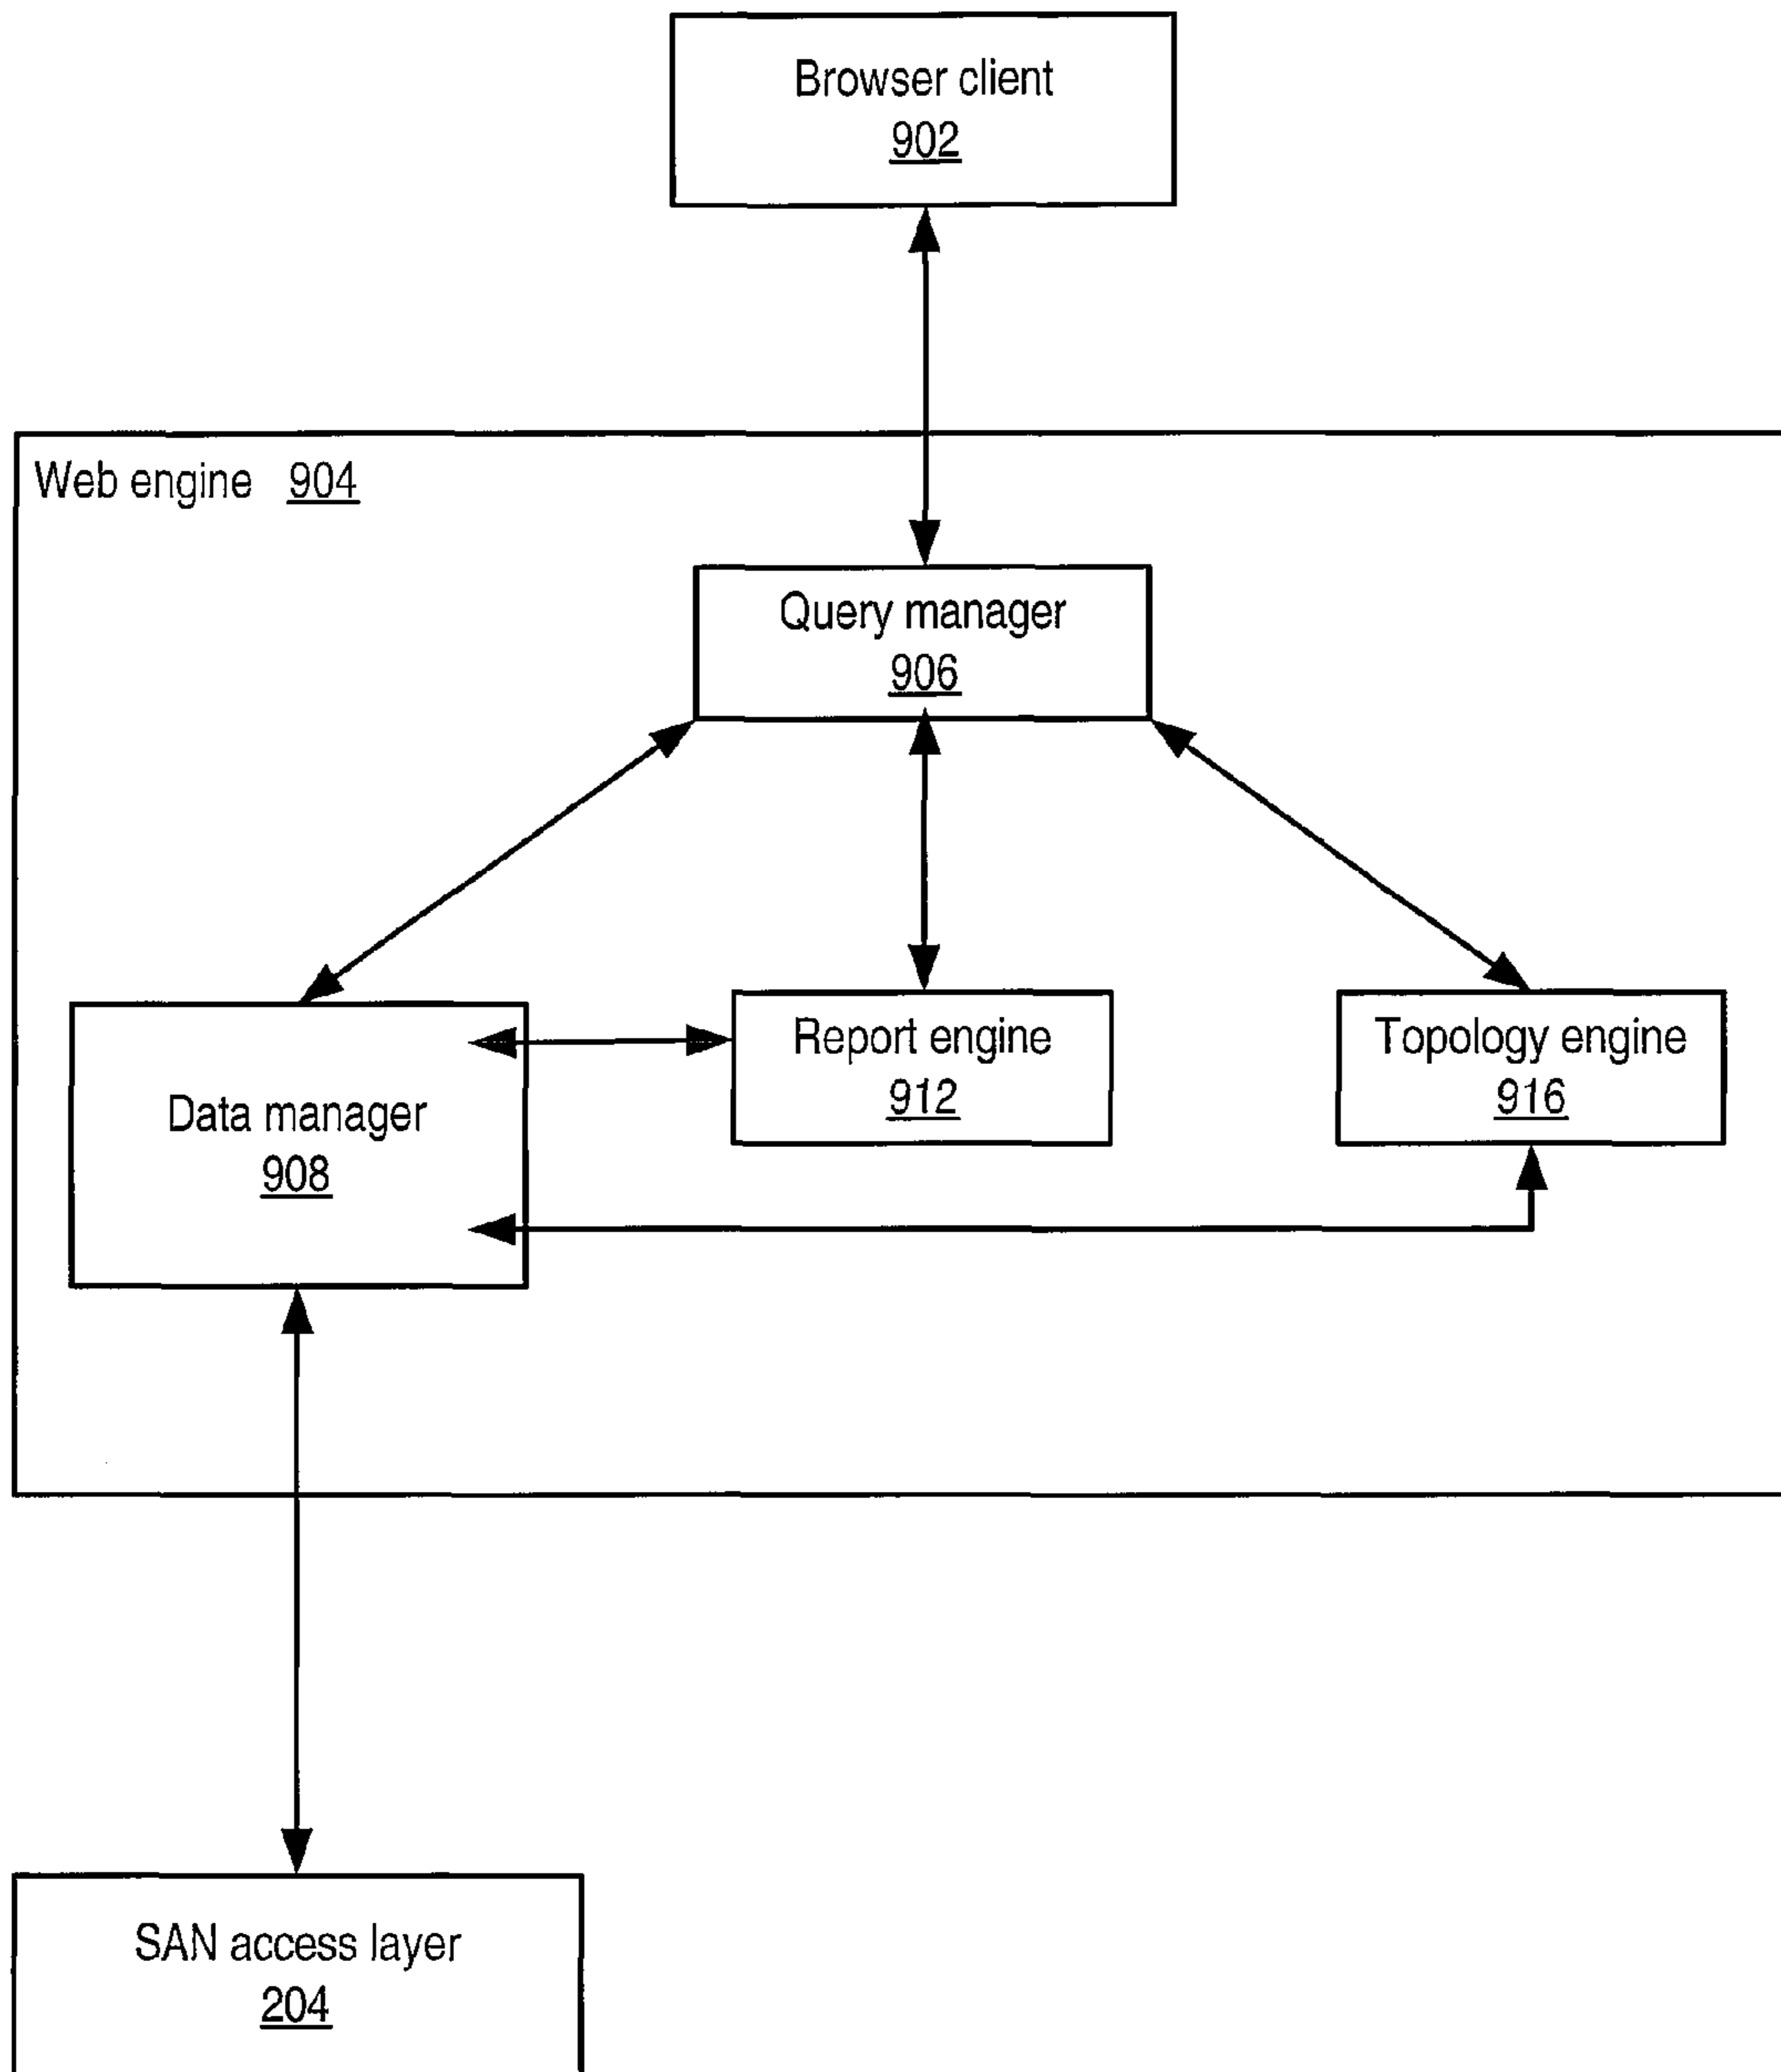 Browser client
902
Web engine 904
Query manager
906
Data manager
908
Report engine
912
Topology engine
916
SAN access layer
204